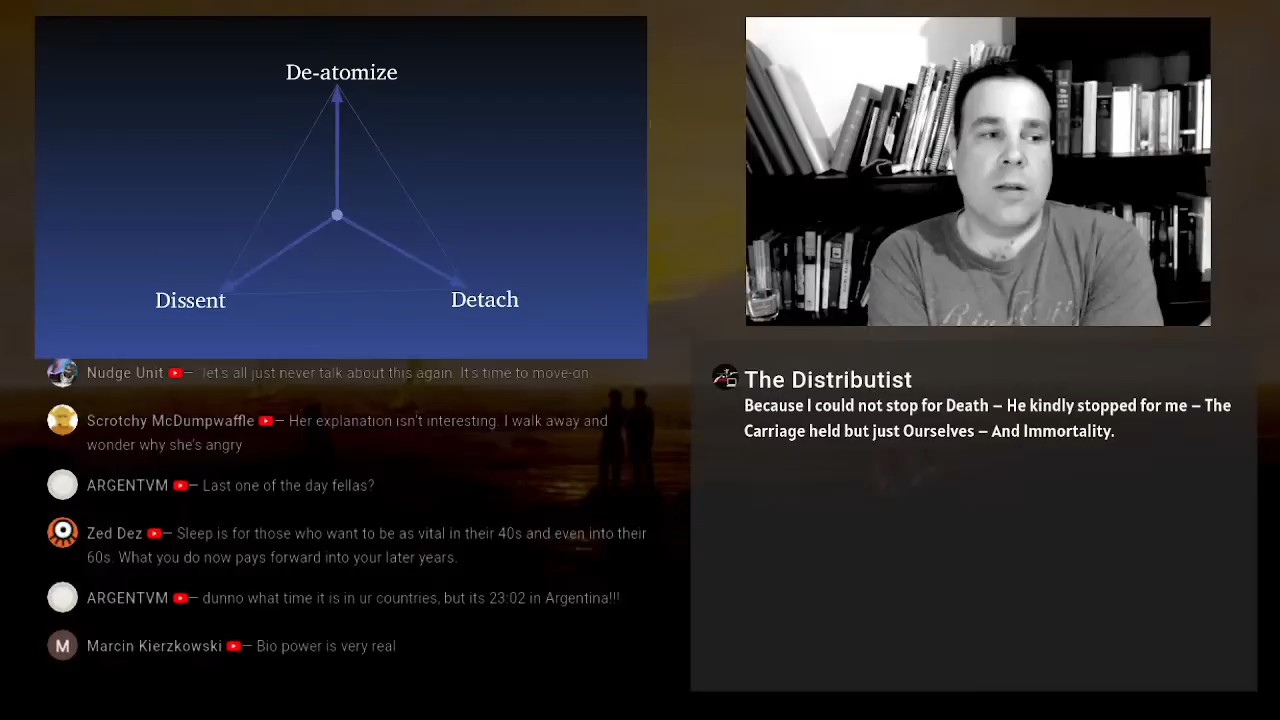 De-atomize
Dissent
Detach
Nudge Unit — let's all just never talk about this again. It's time to move-on.
Scrotchy McDumpwaffle — Her explanation isn't interesting. I walk away and
wonder why she's angry
ARGENTVM — Last one of the day fellas?
Zed Dez — Sleep is for those who want to be as vital in their 40s and even into their
60s. What you do now pays forward into your later years.
ARGENTVM — dunno what time it is in ur countries, but its 23:02 in Argentina!!!
M
Marcin Kierzkowski — Bio power is very real
The Distributist
Because I could not stop for Death – He kindly stopped for me – The
Carriage held but just Ourselves – And Immortality.